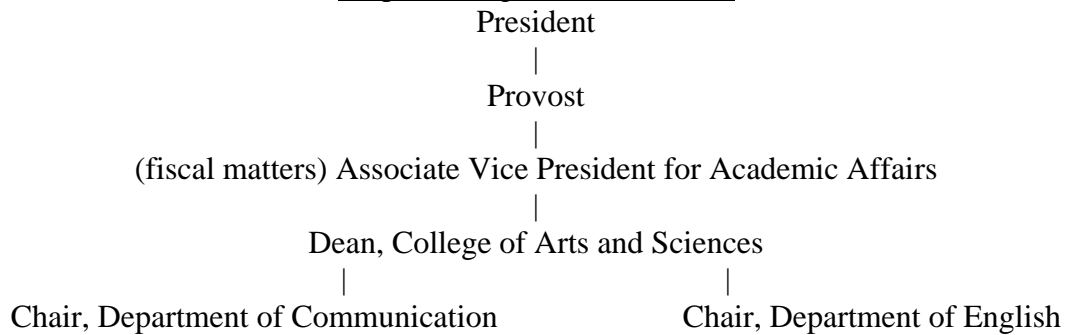 President
|
Provost
|
(fiscal matters) Associate Vice President for Academic Affairs
|
Dean, College of Arts and Sciences
| |
Chair, Department of Communication Chair, Department of English